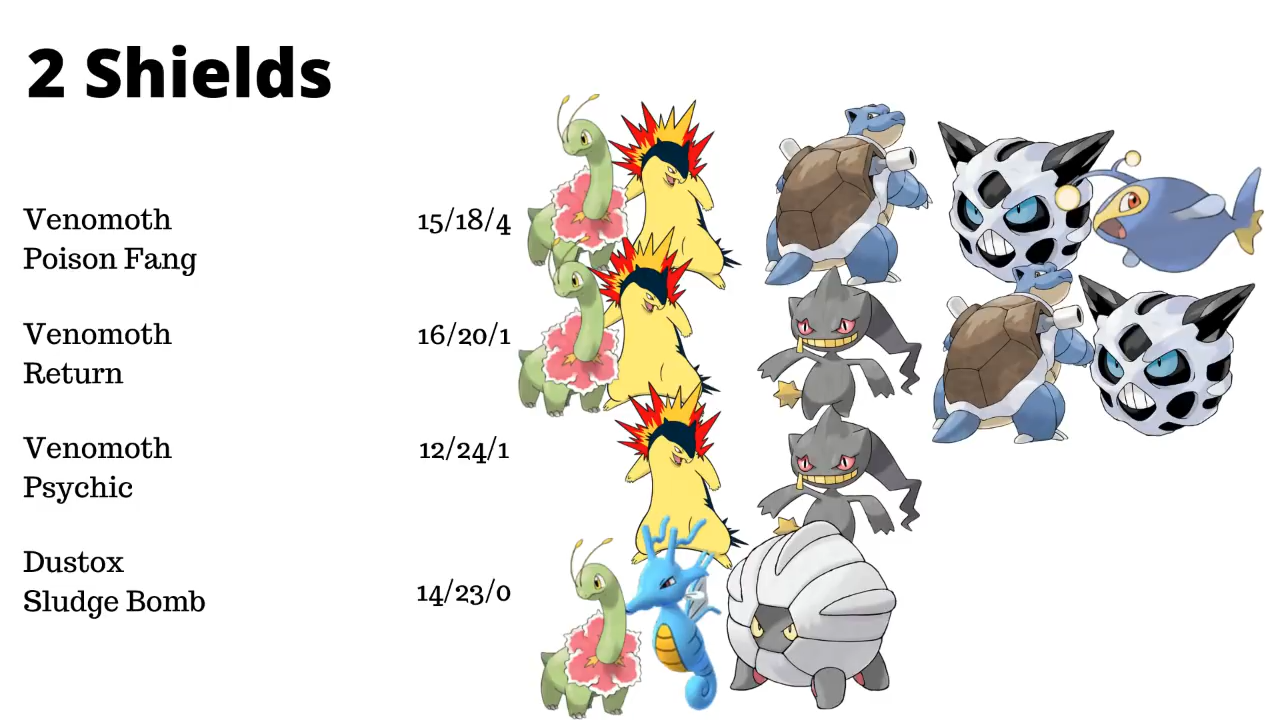 2 Shields
Venomoth
Poison Fang
15/18/4
Venomoth
Return
16/20/1
Venomoth
Psychic
12/24/1
Dustox
Sludge Bomb
14/23/0